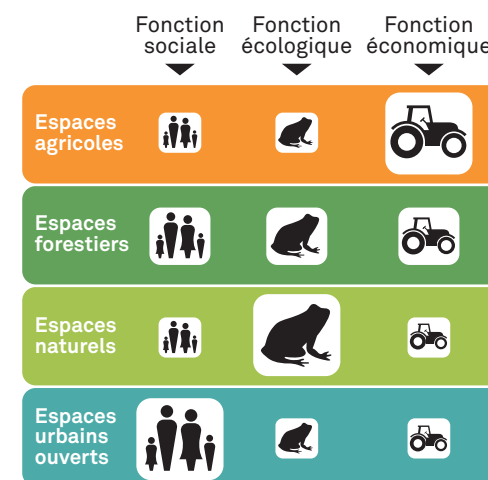 Fonction sociale
Fonction écologique
Fonction économique
Espaces
agricoles
Espaces
forestiers
Espaces
naturels
Espaces
urbains
ouverts